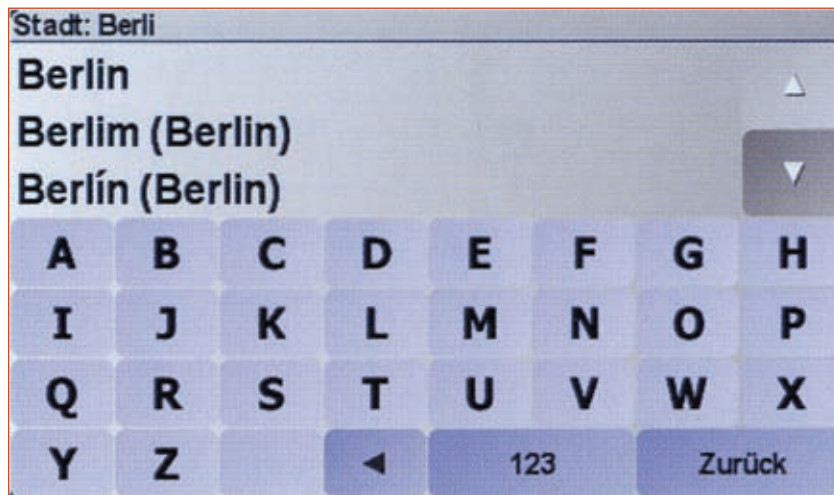 Stadt: Berli
Berlin
Berlim (Berlin)
Berlín (Berlin)
A B C D E F G H
I J K L M N O P
Q R S T U V W X
Y Z 123 Zurück